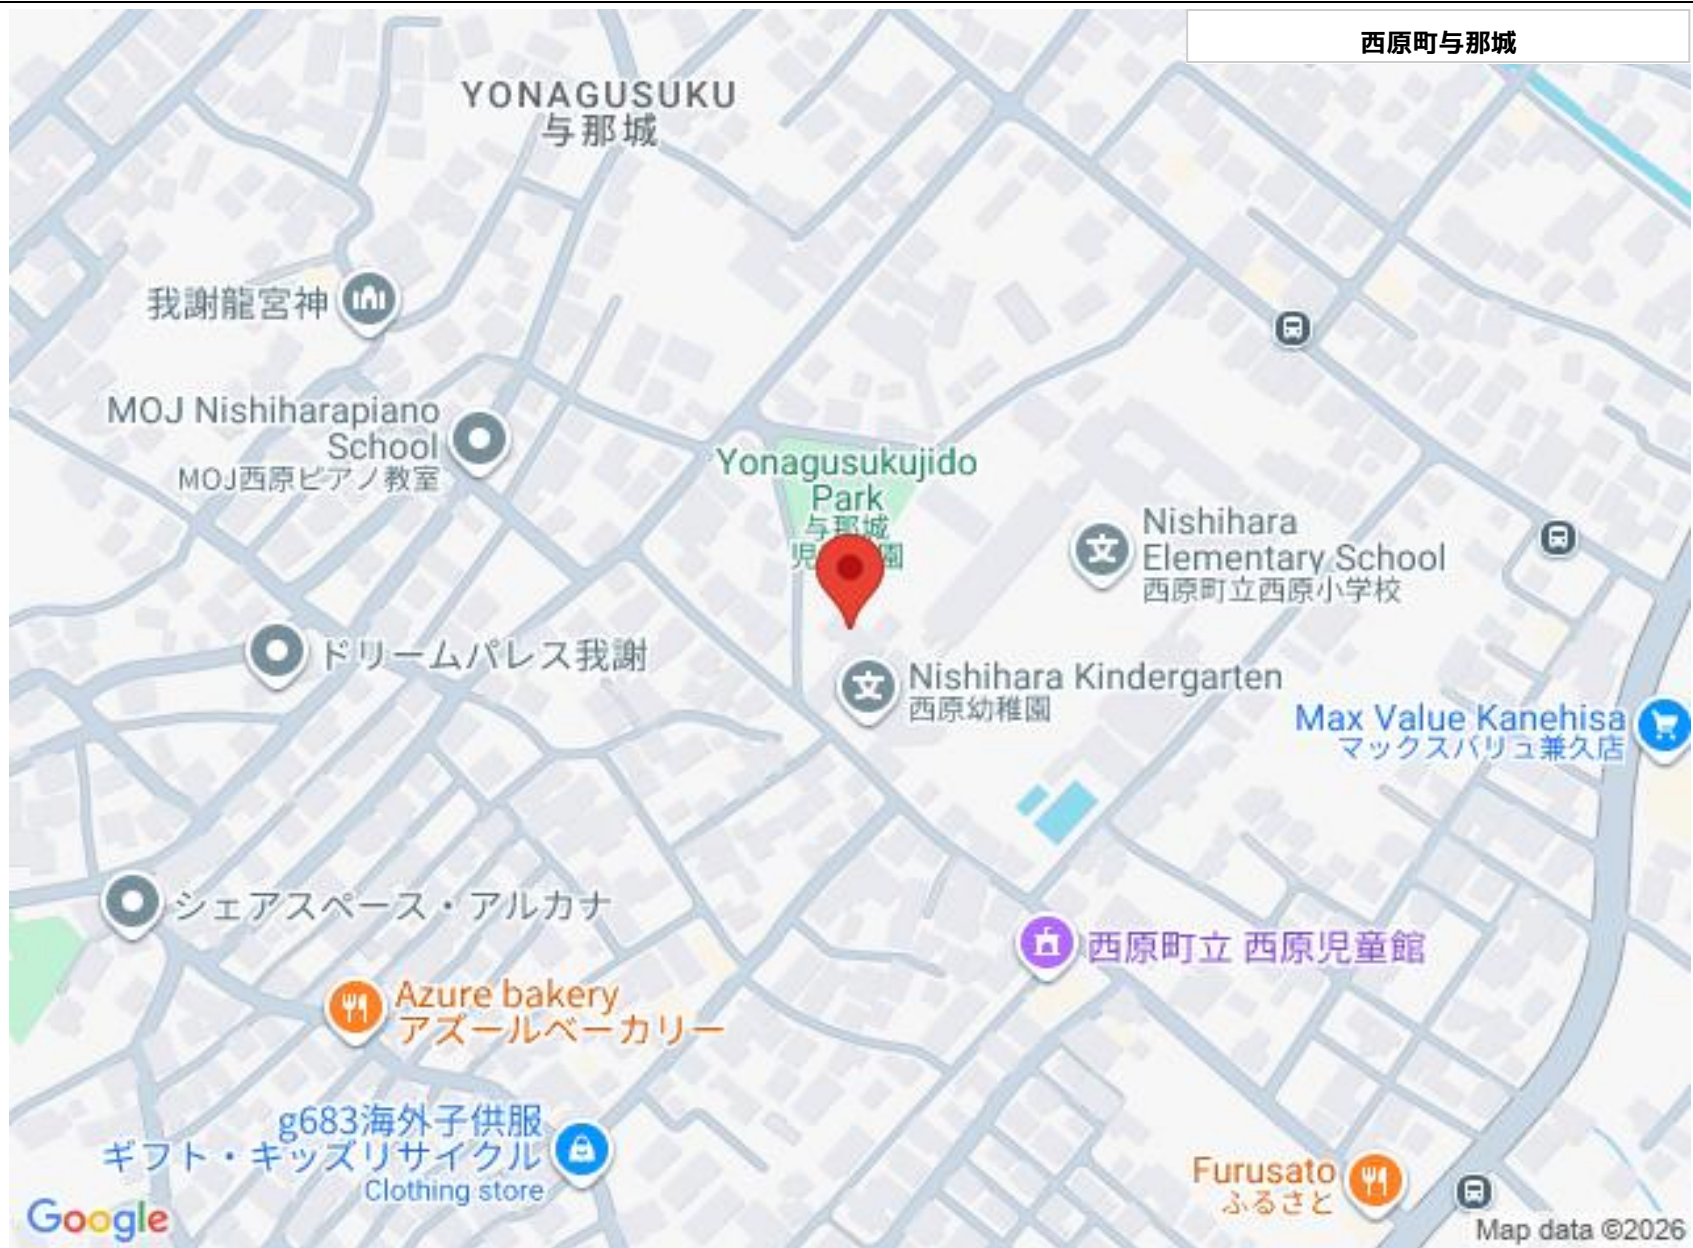 西原町与那城
YONAGUSUKU
与那城
我謝龍宮神
MOJ Nishiharapiano
School
MOJ西原ピアノ教室
Yonagusukujido
Park
与那城
児 園
Nishihara
Elementary School
西原町立西原小学校
ドリームパレス我謝
Nishihara Kindergarten
西原幼稚園
Max Value Kanehisa
マックスバリュ兼久店
シェアスペース・アルカナ
西原町立 西原児童館
Azure bakery
アズールベーカリー
g683海外子供服
ギフト・キッズリサイクル
Clothing store
Furusato
ふるさと
Google
Map data ©2026